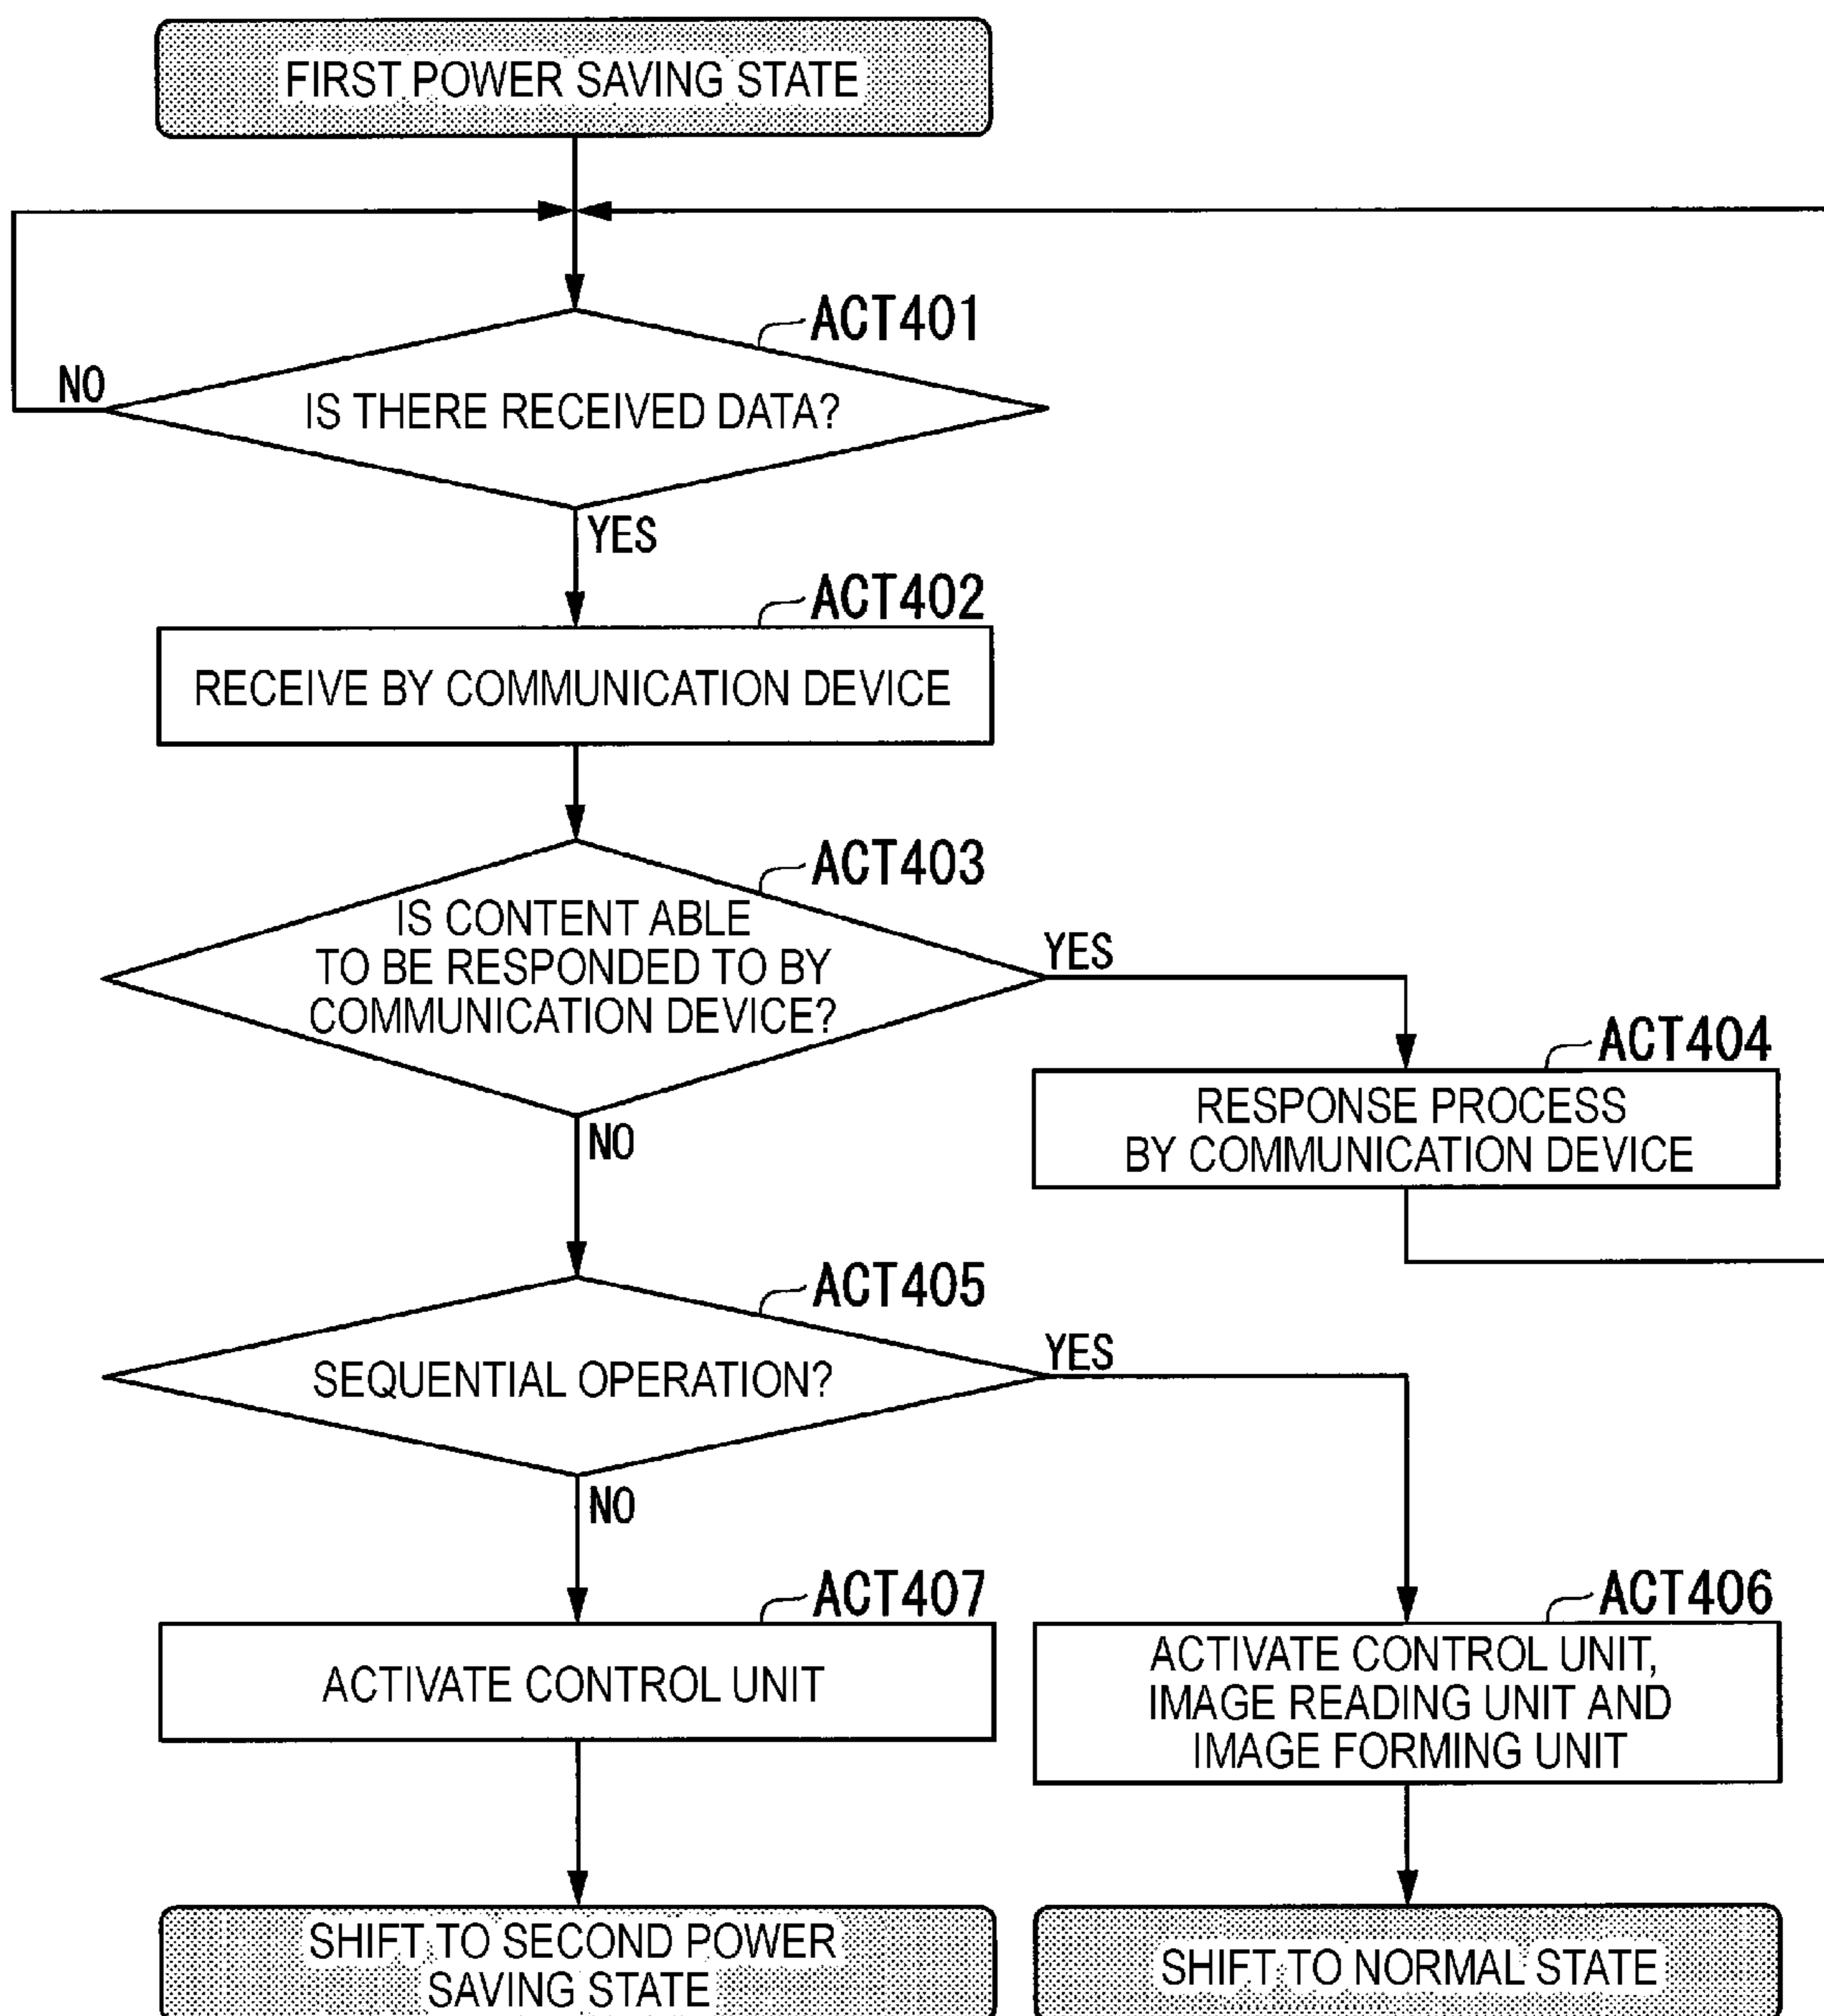 FIRST POWER SAVING STATE
ACT401
NO
IS THERE RECEIVED DATA?
YES
ACT402
RECEIVE BY COMMUNICATION DEVICE
ACT403
IS CONTENT ABLE
TO BE RESPONDED TO BY
COMMUNICATION DEVICE?
YES
NO
ACT404
RESPONSE PROCESS
BY COMMUNICATION DEVICE
ACT405
SEQUENTIAL OPERATION?
YES
NO
ACT407
ACTIVATE CONTROL UNIT
ACT406
ACTIVATE CONTROL UNIT,
IMAGE READING UNIT AND
IMAGE FORMING UNIT
SHIFT TO SECOND POWER
SAVING STATE
SHIFT TO NORMAL STATE